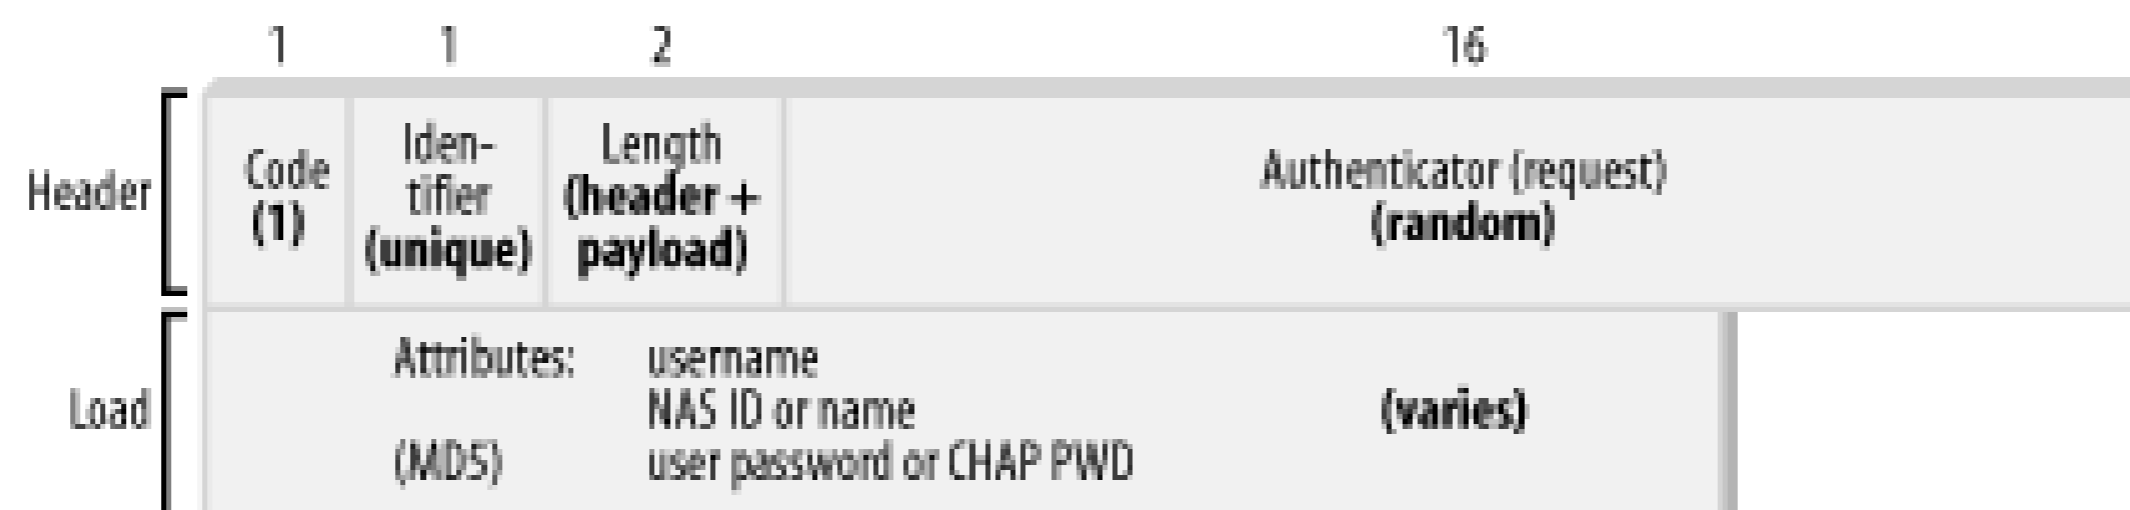 1 1 2 16
Header
Code
(1)
Iden-
tifier
(unique)
Length
(header +
payload)
Authenticator (request)
(random)
Load
Attributes: username
NAS ID or name
(MD5) user password or CHAP PWD
(varies)